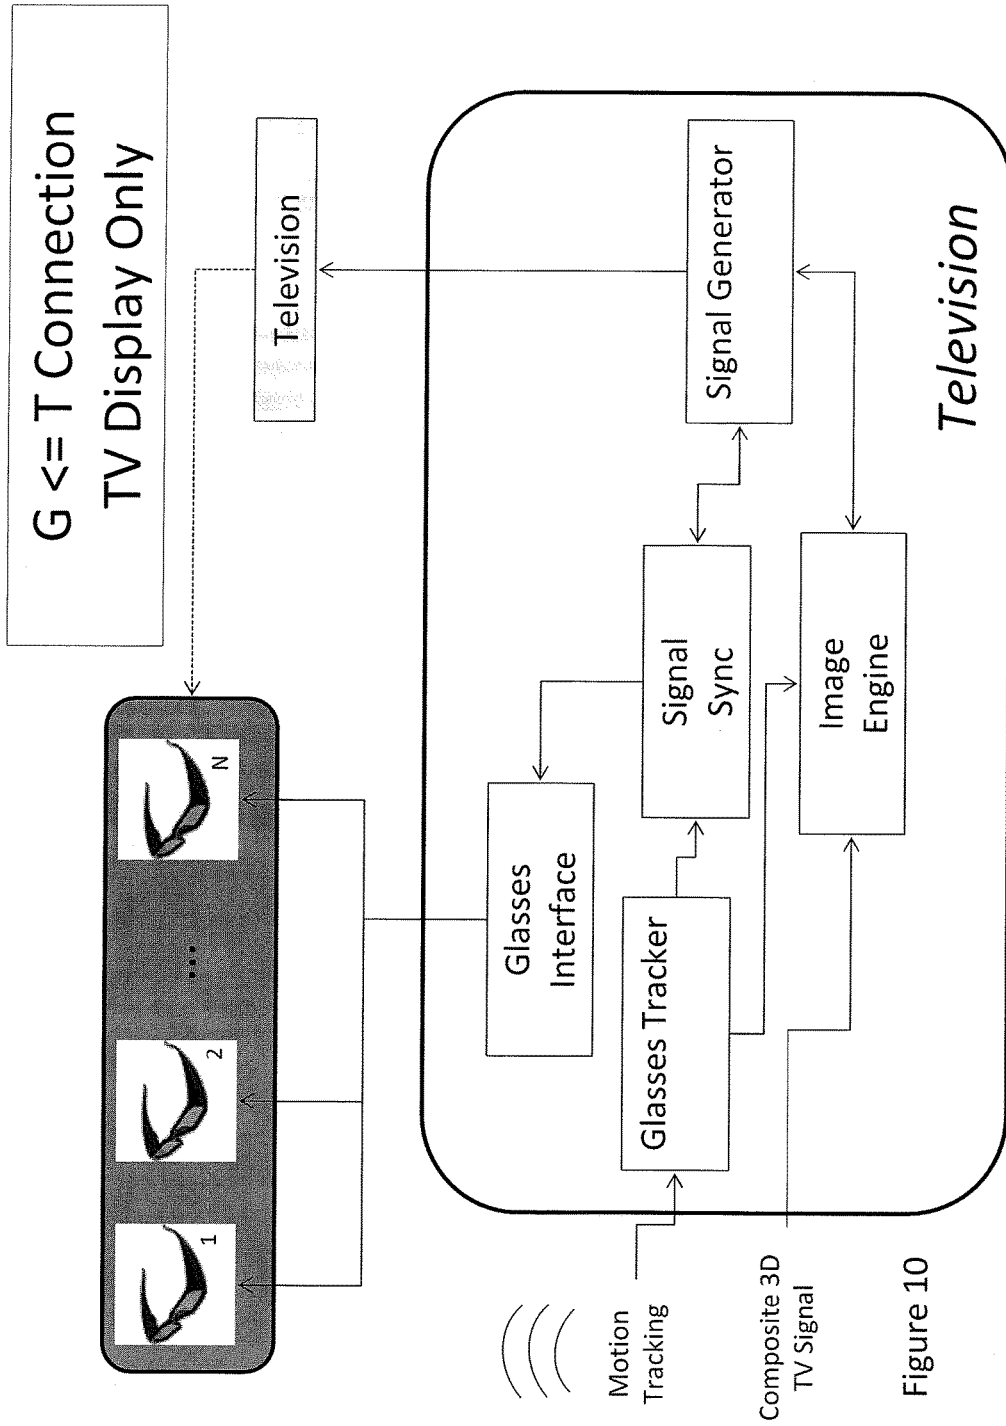 G <= T Connection
TV Display Only
1
2
...
N
Television
Glasses
Interface
Signal
Sync
Signal Generator
Glasses Tracker
Image
Engine
Motion
Tracking
Composite 3D
TV Signal
Television
Figure 10